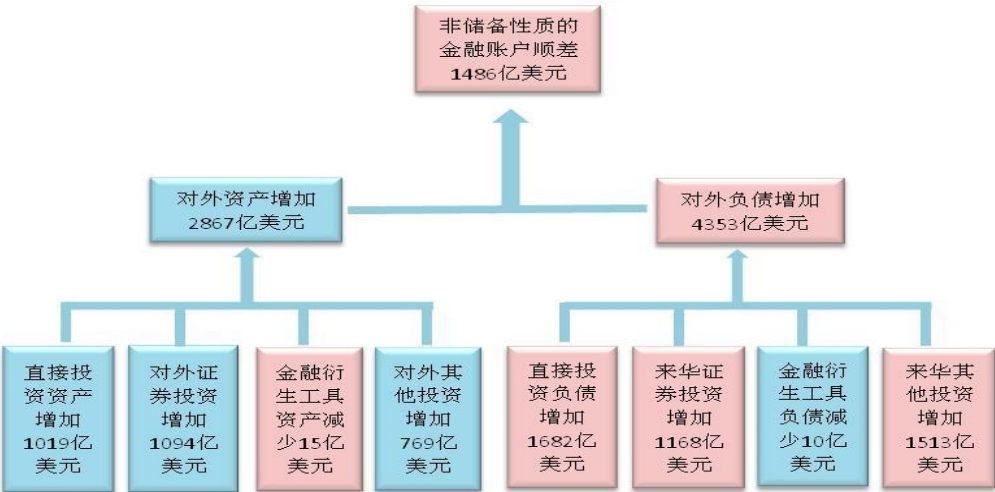 非储备性质的
金融账户顺差
1486亿美元
对外资产增加
2867亿美元
对外负债增加
4353亿美元
直接投
资资产
增加
1019亿
美元
对外证
券投资
增加
1094亿
美元
金融衍
生工具
资产减
少15亿
美元
对外其
他投资
增加
769亿
美元
直接投
资负债
增加
1682亿
美元
来华证
券投资
增加
1168亿
美元
金融衍
生工具
负债减
少10亿
美元
来华其
他投资
增加
1513亿
美元